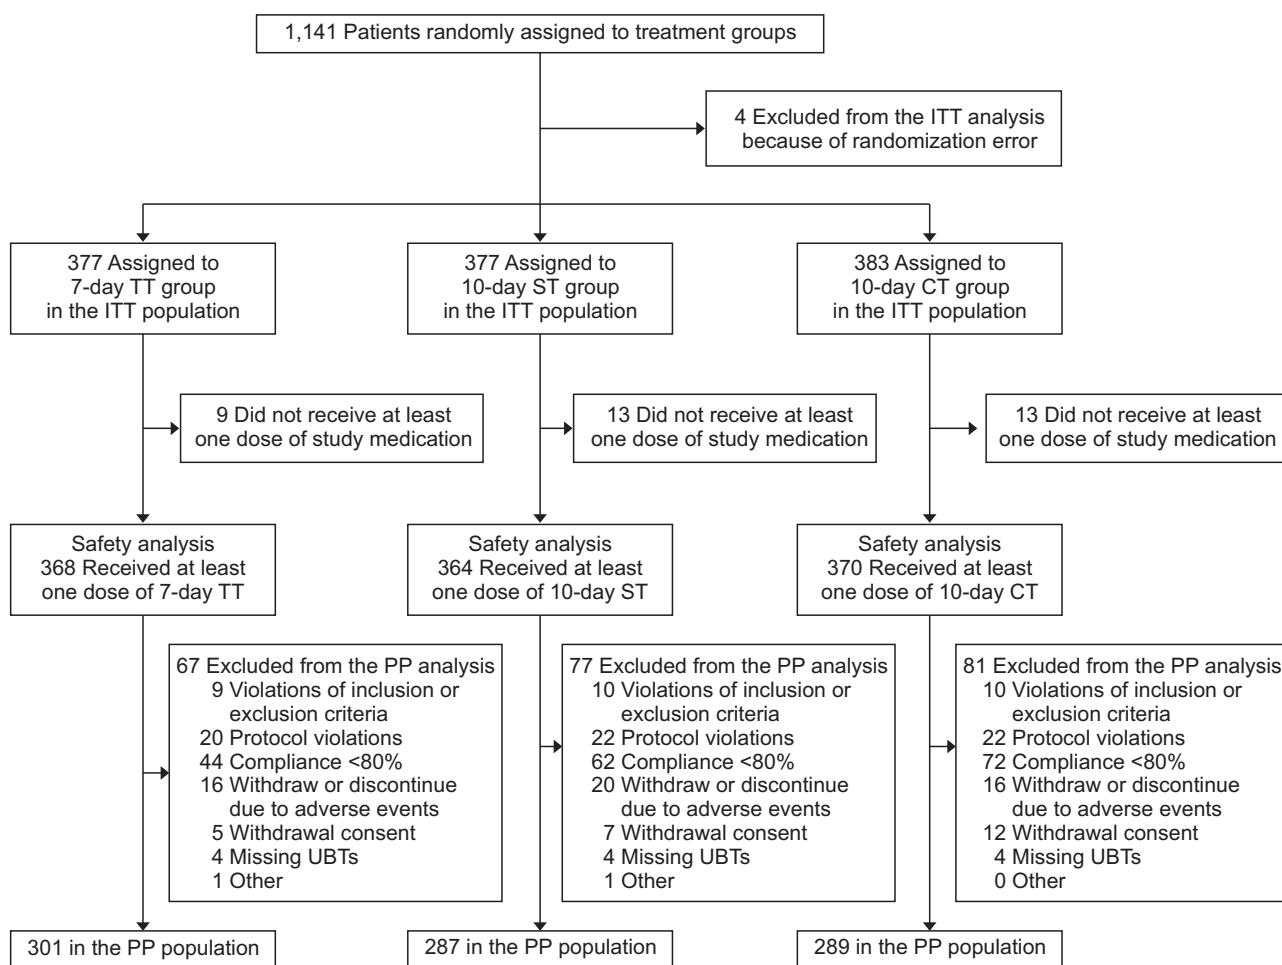 1,141 Patients randomly assigned to treatment groups
4 Excluded from the ITT analysis
because of randomization error
377 Assigned to
7-day TT group
in the ITT population
377 Assigned to
10-day ST group
in the ITT population
383 Assigned to
10-day CT group
in the ITT population
9 Did not receive at least
one dose of study medication
13 Did not receive at least
one dose of study medication
13 Did not receive at least
one dose of study medication
Safety analysis
368 Received at least
one dose of 7-day TT
Safety analysis
364 Received at least
one dose of 10-day ST
Safety analysis
370 Received at least
one dose of 10-day CT
67 Excluded from the PP analysis
9 Violations of inclusion or
exclusion criteria
20 Protocol violations
44 Compliance <80%
16 Withdraw or discontinue
due to adverse events
5 Withdrawal consent
4 Missing UBTs
1 Other
77 Excluded from the PP analysis
10 Violations of inclusion or
exclusion criteria
22 Protocol violations
62 Compliance <80%
20 Withdraw or discontinue
due to adverse events
7 Withdrawal consent
4 Missing UBTs
1 Other
81 Excluded from the PP analysis
10 Violations of inclusion or
exclusion criteria
22 Protocol violations
72 Compliance <80%
16 Withdraw or discontinue
due to adverse events
12 Withdrawal consent
4 Missing UBTs
0 Other
301 in the PP population
287 in the PP population
289 in the PP population